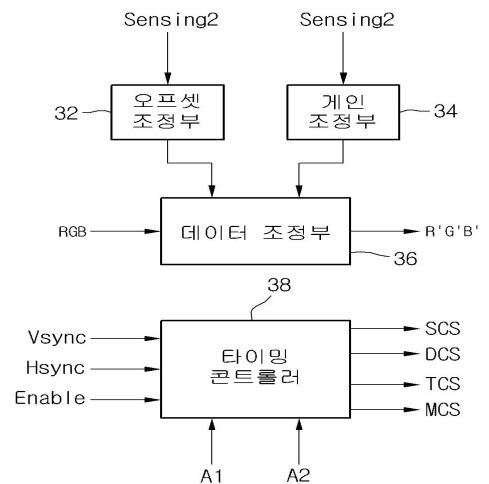 Sensing2 Sensing2
32 오프셋 조정부 게인 조정부 34
RGB 데이터 조정부 R'G'B'
36
38
Vsync
Hsync
Enable
타이밍
콘트롤러
SCS
DCS
TCS
MCS
A1 A2